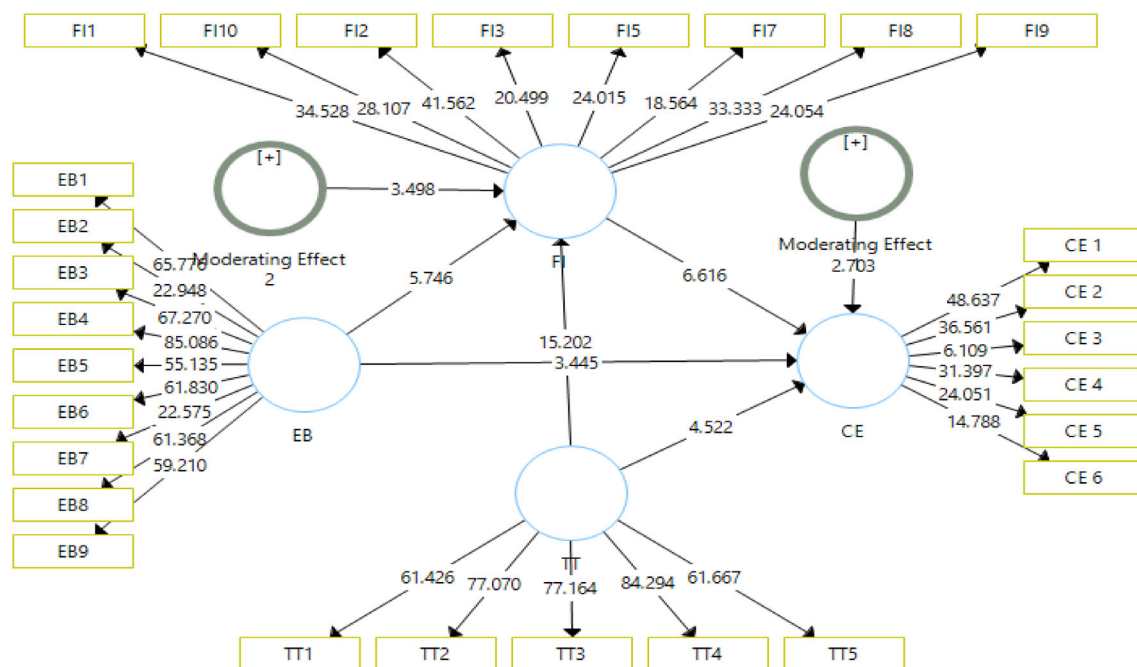 FI1
FI10
FI2
FI3
FI5
FI7
FI8
FI9
34.528
28.107
41.562
20.499
24.015
18.564
33.333
24.054
[+]
3.498
Moderating Effect
2
[+]
Moderating Effect
2.703
FI
EB1
EB2
EB3
EB4
EB5
EB6
EB7
EB8
EB9
65.776
22.948
67.270
85.086
55.135
61.830
22.575
61.368
59.210
EB
5.746
6.616
15.202
3.445
4.522
CE
CE 1
CE 2
CE 3
CE 4
CE 5
CE 6
48.637
36.561
6.109
31.397
24.051
14.788
TT
61.426
77.070
77.164
84.294
61.667
TT1
TT2
TT3
TT4
TT5